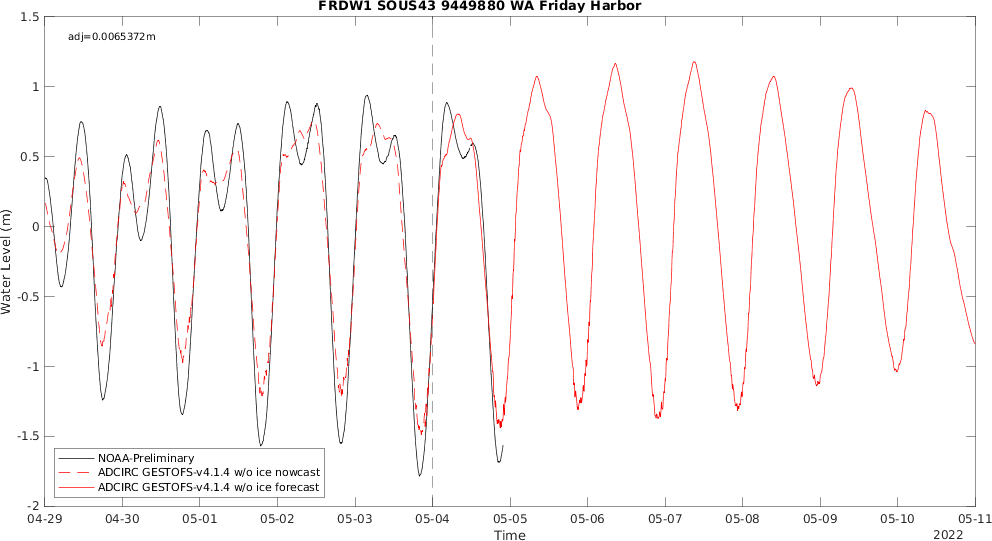 FRDW1 SOUS43 9449880 WA Friday Harbor
adj=0.0065372m
1.5
1
0.5
0
-0.5
-1
-1.5
-2
Water Level (m)
NOAA-Preliminary
ADCIRC GESTOFS-v4.1.4 w/o ice nowcast
ADCIRC GESTOFS-v4.1.4 w/o ice forecast
04-29 04-30 05-01 05-02 05-03 05-04 05-05 05-06 05-07 05-08 05-09 05-10 05-11
Time
2022